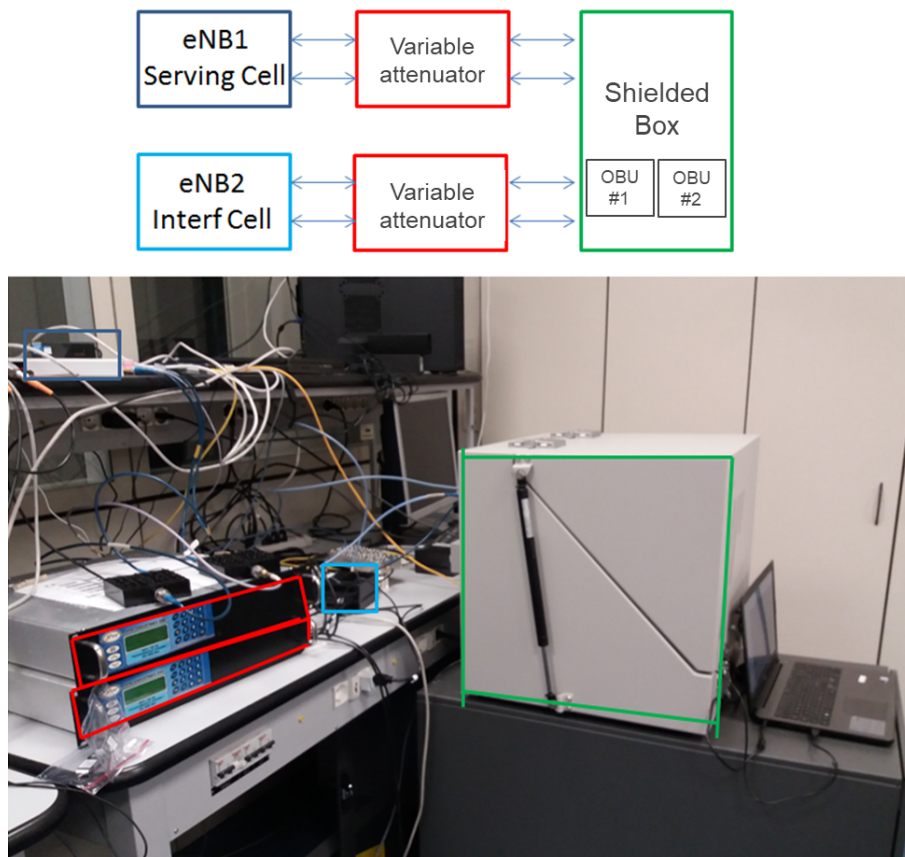 eNB1
Serving Cell
Variable
attenuator
Shielded
Box
eNB2
Interf Cell
Variable
attenuator
OBU
#1
OBU
#2